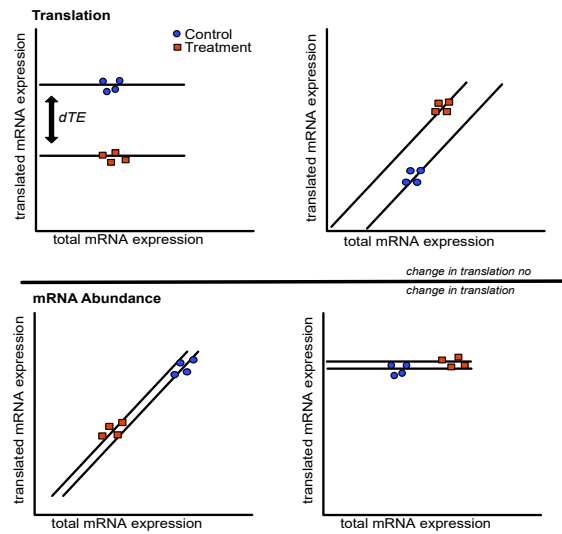 Translation
Control
Treatment
translated mRNA expression
dTE
total mRNA expression
translated mRNA expression
total mRNA expression
change in translation no
change in translation
mRNA Abundance
translated mRNA expression
total mRNA expression
translated mRNA expression
total mRNA expression